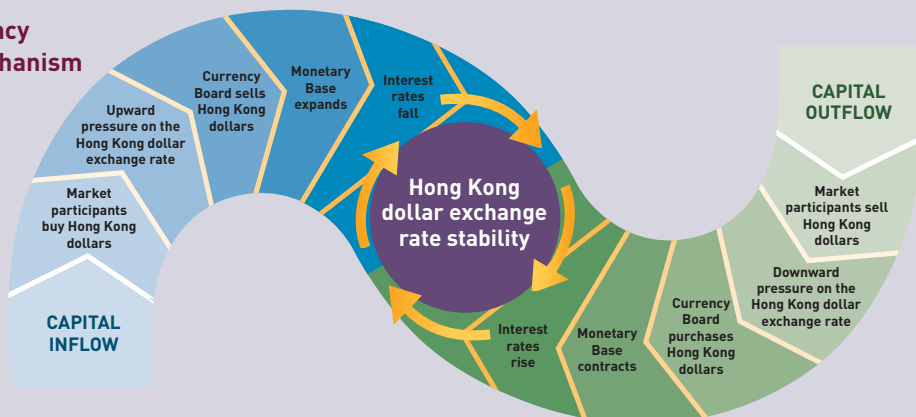 hanism
CAPITAL
INFLOW
Market
participants
buy Hong Kong
dollars
Upward
pressure on the
Hong Kong dollar
exchange rate
Currency
Board sells
Hong Kong
dollars
Monetary
Base
expands
Interest
rates
fall
Hong Kong
dollar exchange
rate stability
CAPITAL
OUTFLOW
Market
participants sell
Hong Kong
dollars
Downward
pressure on the
Hong Kong dollar
exchange rate
Currency
Board
purchases
Hong Kong
dollars
Monetary
Base
contracts
Interest
rates
rise